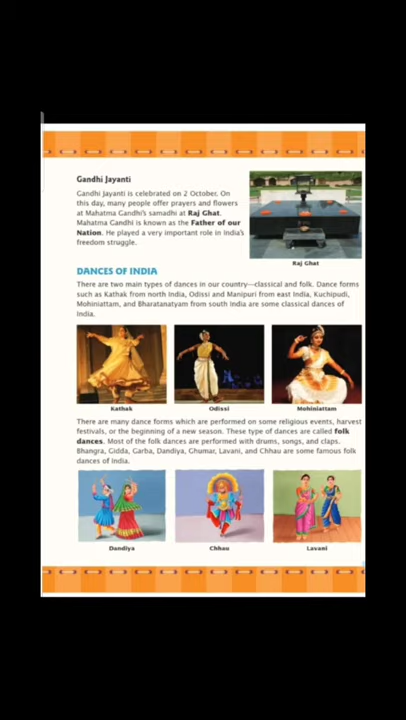 Gandhi Jayanti
Gandhi Jayanti is celebrated on 2 October. On
this day, many people offer prayers and flowers
at Mahatma Gandhi's samadhi at Raj Ghat.
Mahatma Gandhi is known as the Father of our
Nation. He played a very important role in India's
freedom struggle.
Raj Ghat
DANCES OF INDIA
There are two main types of dances in our country—classical and folk. Dance forms
such as Kathak from north India, Odissi and Manipuri from east India, Kuchipudi,
Mohiniattam, and Bharatanatyam from south India are some classical dances of
India.
Kathak
Odissi
Mohiniattam
There are many dance forms which are performed on some religious events, harvest
festivals, or the beginning of a new season. These type of dances are called folk
dances. Most of the folk dances are performed with drums, songs, and claps.
Bhangra, Gidda, Garba, Dandiya, Ghumar, Lavani, and Chhau are some famous folk
dances of India.
Dandiya
Chhau
Lavani